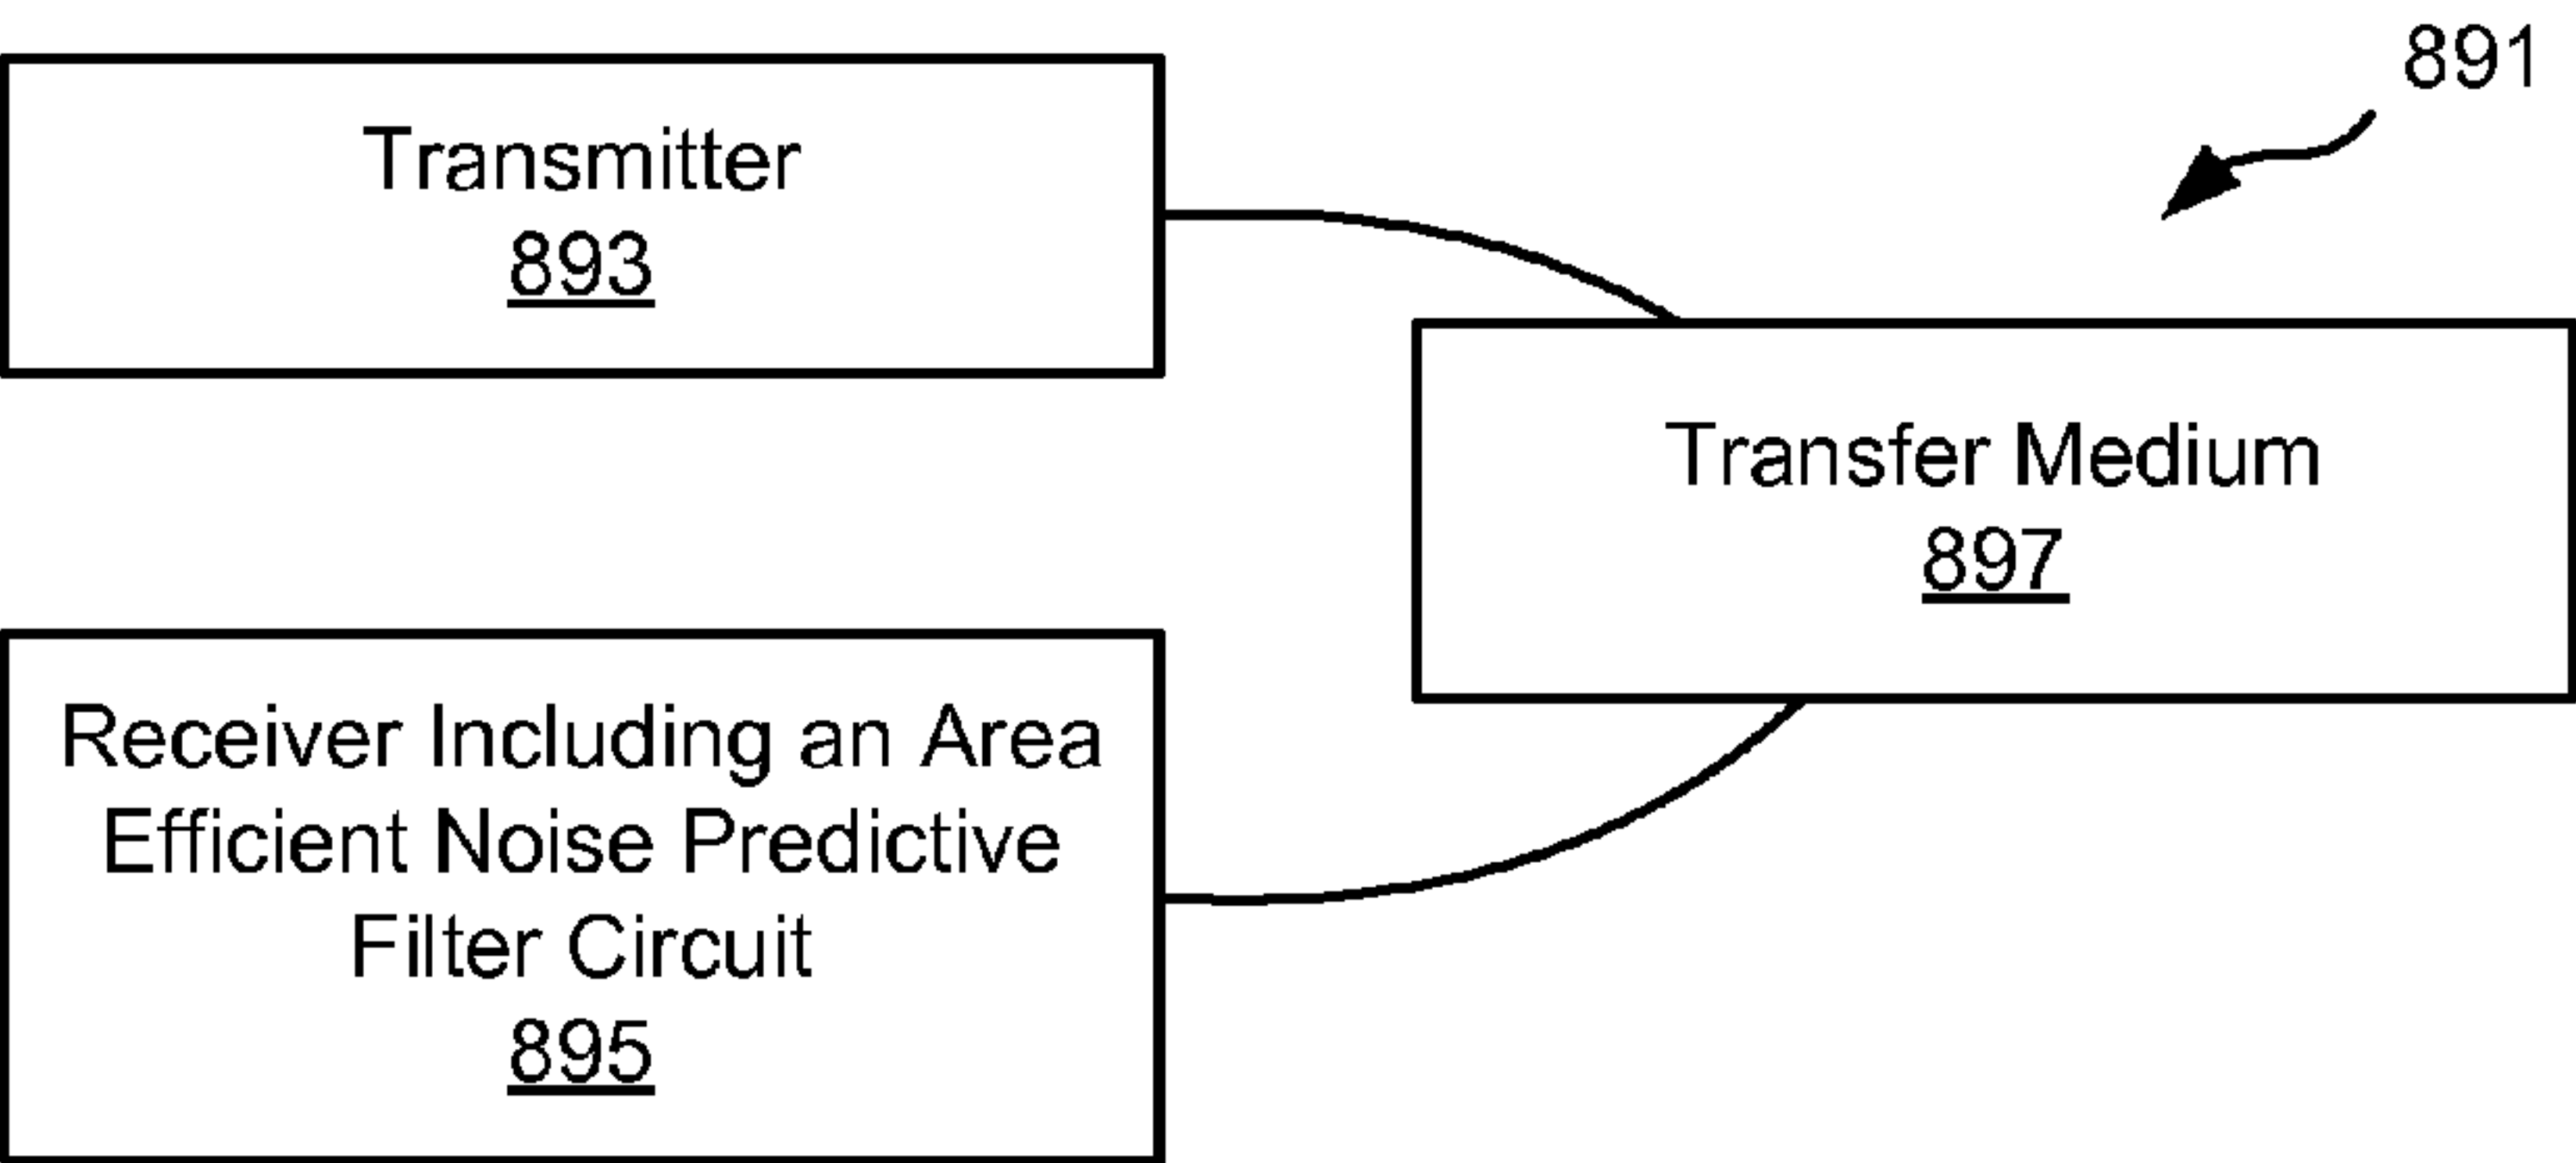 891
Transmitter
893
Transfer Medium
897
Receiver Including an Area
Efficient Noise Predictive
Filter Circuit
895